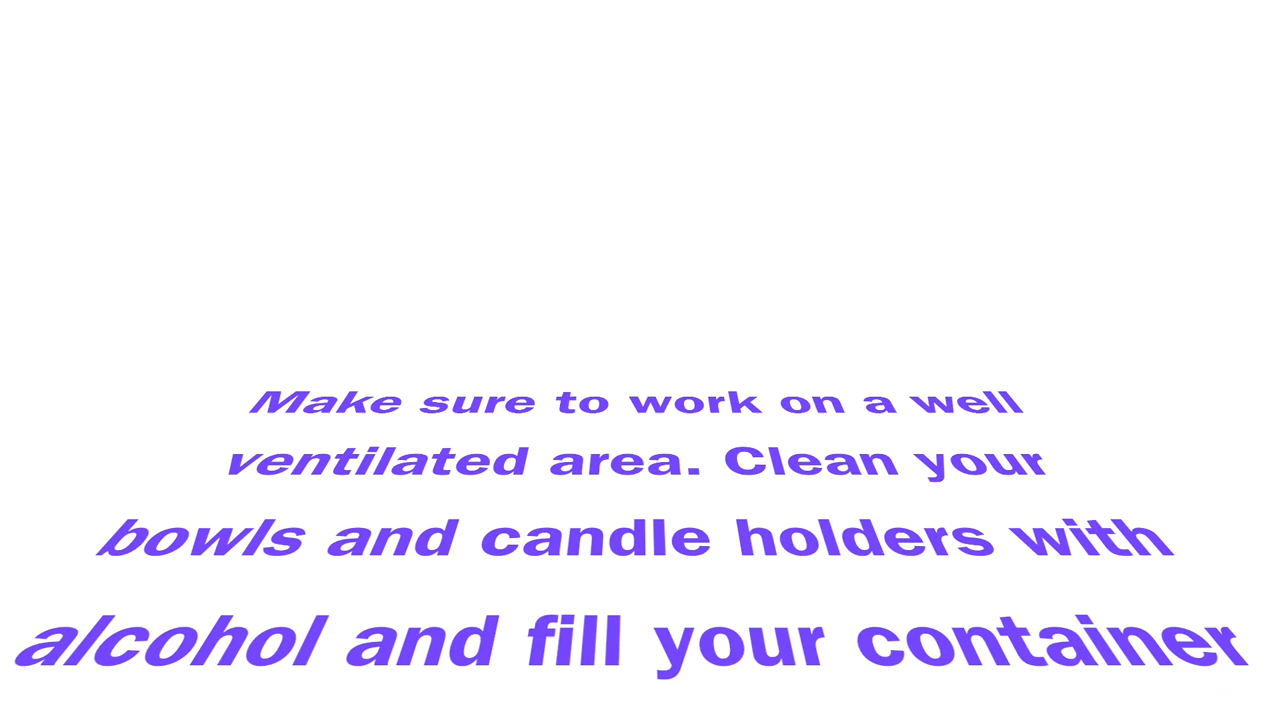 Make sure to work on a well
ventilated area. Clean your
bowls and candle holders with
alcohol and fill your container